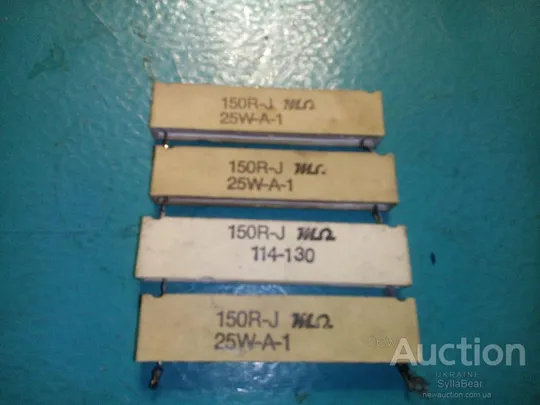 150R-J
25W-A-1
150R-J
25W-A-1
150R-J
114-130
150R-J
25W-A-1
Auction
UKRAINE
SyllaBear
newauction.com.ua